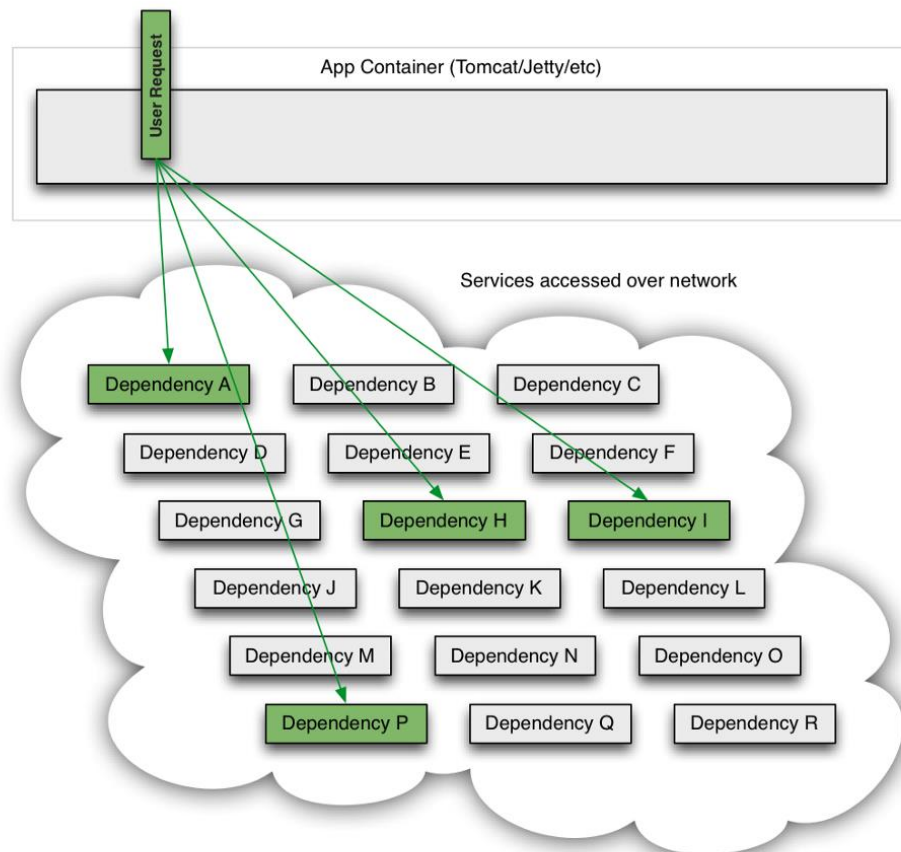 User Request
App Container (Tomcat/Jetty/etc)
Services accessed over network
Dependency A
Dependency B
Dependency C
Dependency D
Dependency E
Dependency F
Dependency G
Dependency H
Dependency I
Dependency J
Dependency K
Dependency L
Dependency M
Dependency N
Dependency O
Dependency P
Dependency Q
Dependency R